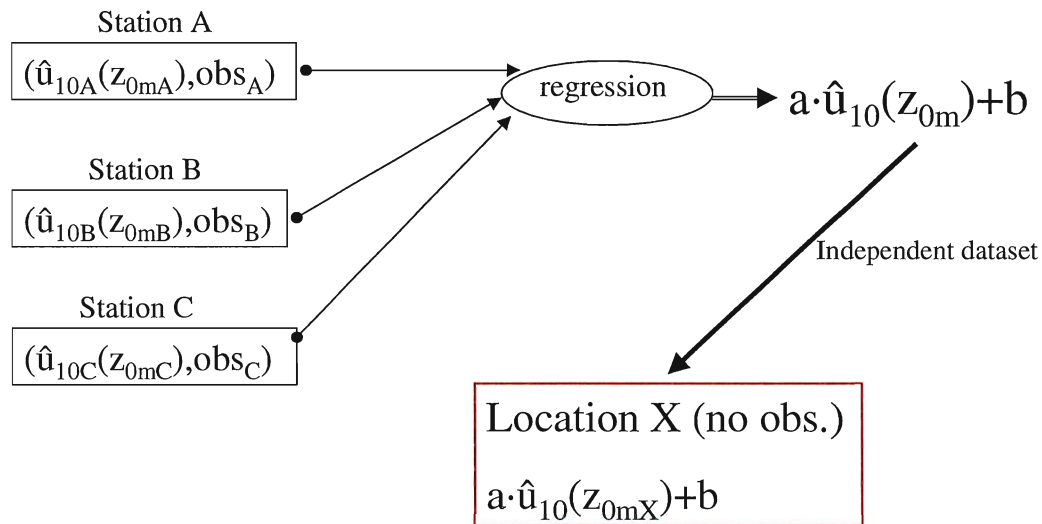 Station A
(û₁₀A(z₀mA),obsA)
regression
a·û₁₀(z₀m)+b
Station B
(û₁₀B(z₀mB),obsB)
Independent dataset
Station C
(û₁₀C(z₀mC),obsC)
Location X (no obs.)
a·û₁₀(z₀mX)+b